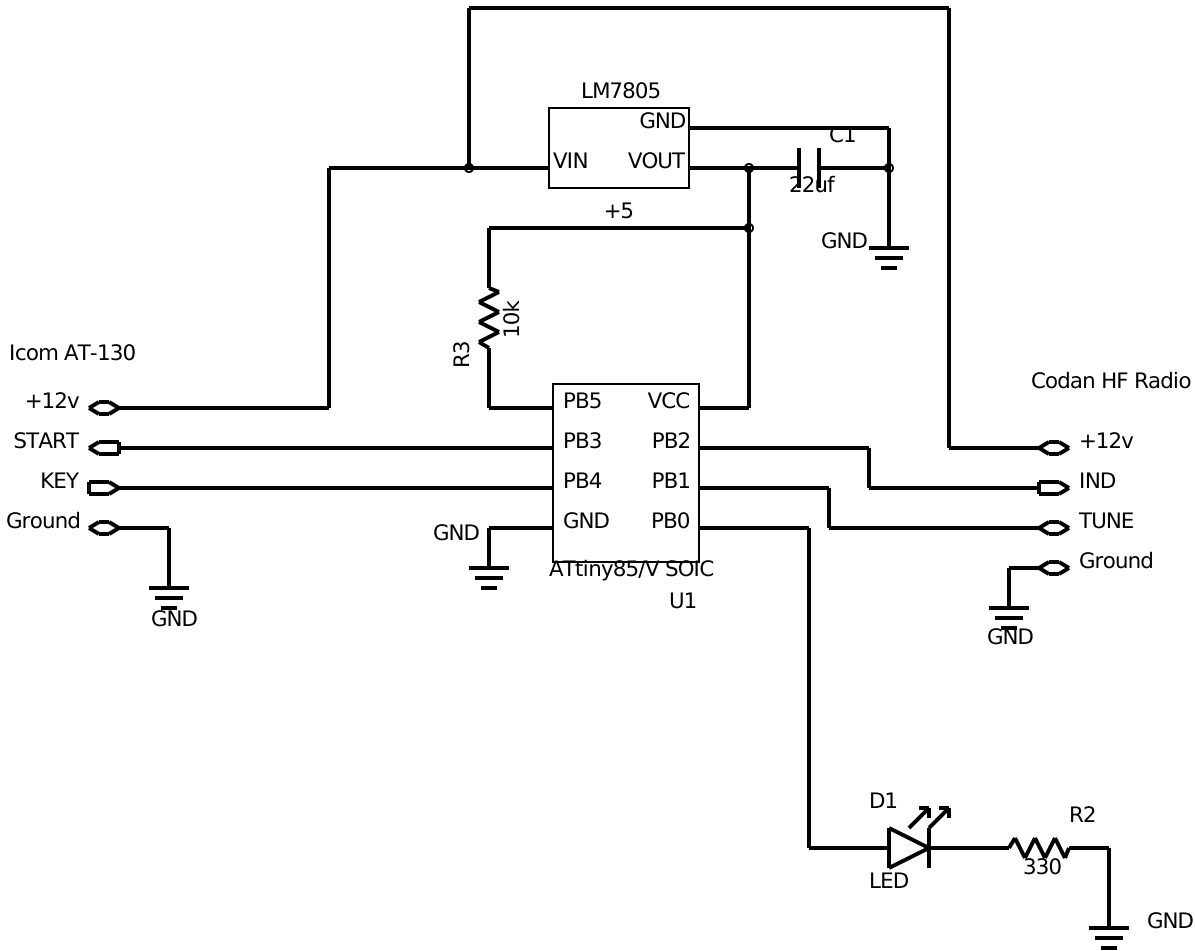 LM7805
GND
C1
VIN
VOUT
22uf
+5
GND
10k
R3
Icom AT-130
Codan HF Radio
+12v
PB5
VCC
START
PB3
PB2
+12v
KEY
PB4
PB1
IND
Ground
GND
GND
PB0
TUNE
ATtiny85/V SOIC
Ground
U1
GND
GND
D1
R2
LED
330
GND